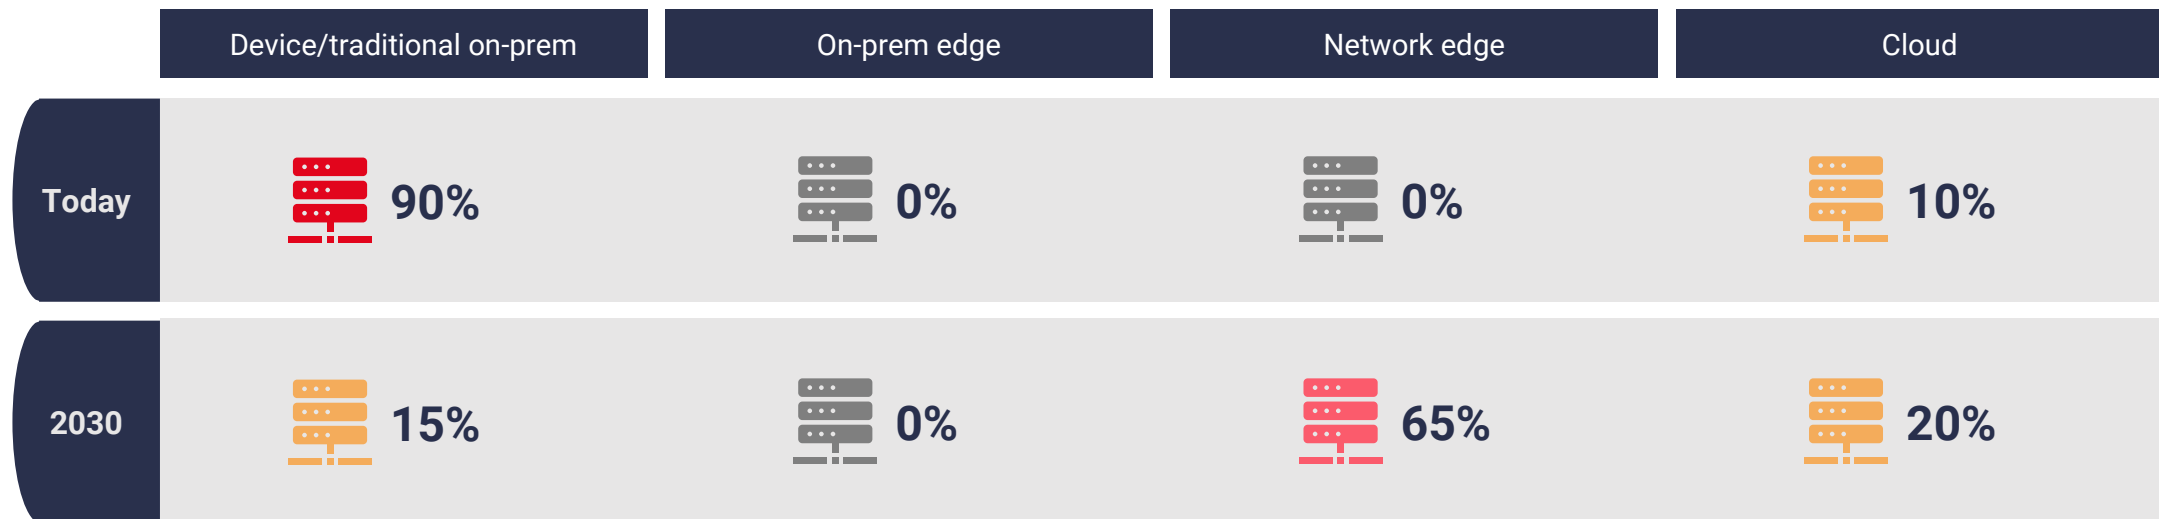 Device/traditional on-prem
On-prem edge
Network edge
Cloud
Today
90%
0%
0%
10%
2030
15%
0%
65%
20%